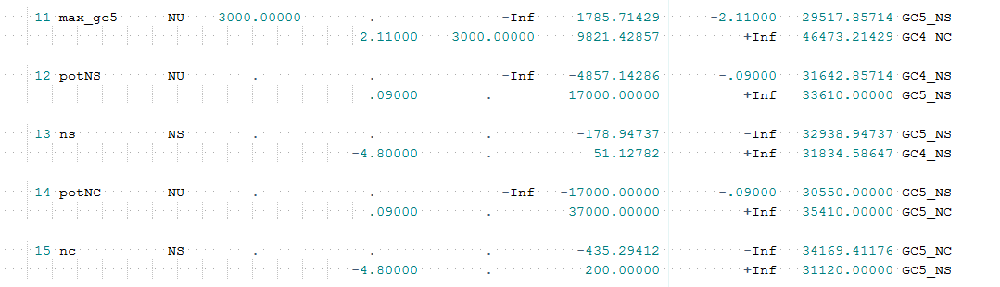 11 max_gc5 NU 3000.00000 . -Inf 1785.71429 -2.11000 29517.85714 GC5_NS
2.11000 3000.00000 9821.42857 +Inf 46473.21429 GC4_NC
12 potNS NU . . -Inf -4857.14286 -.09000 31642.85714 GC4_NS
.09000 . 17000.00000 +Inf 33610.00000 GC5_NS
13 ns NS . . -178.94737 -Inf 32938.94737 GC5_NS
-4.80000 . 51.12782 +Inf 31834.58647 GC4_NS
14 potNC NU . . -Inf -17000.00000 -.09000 30550.00000 GC5_NS
.09000 . 37000.00000 +Inf 35410.00000 GC5_NC
15 nc NS . . -435.29412 -Inf 34169.41176 GC5_NC
-4.80000 . 200.00000 +Inf 31120.00000 GC5_NS